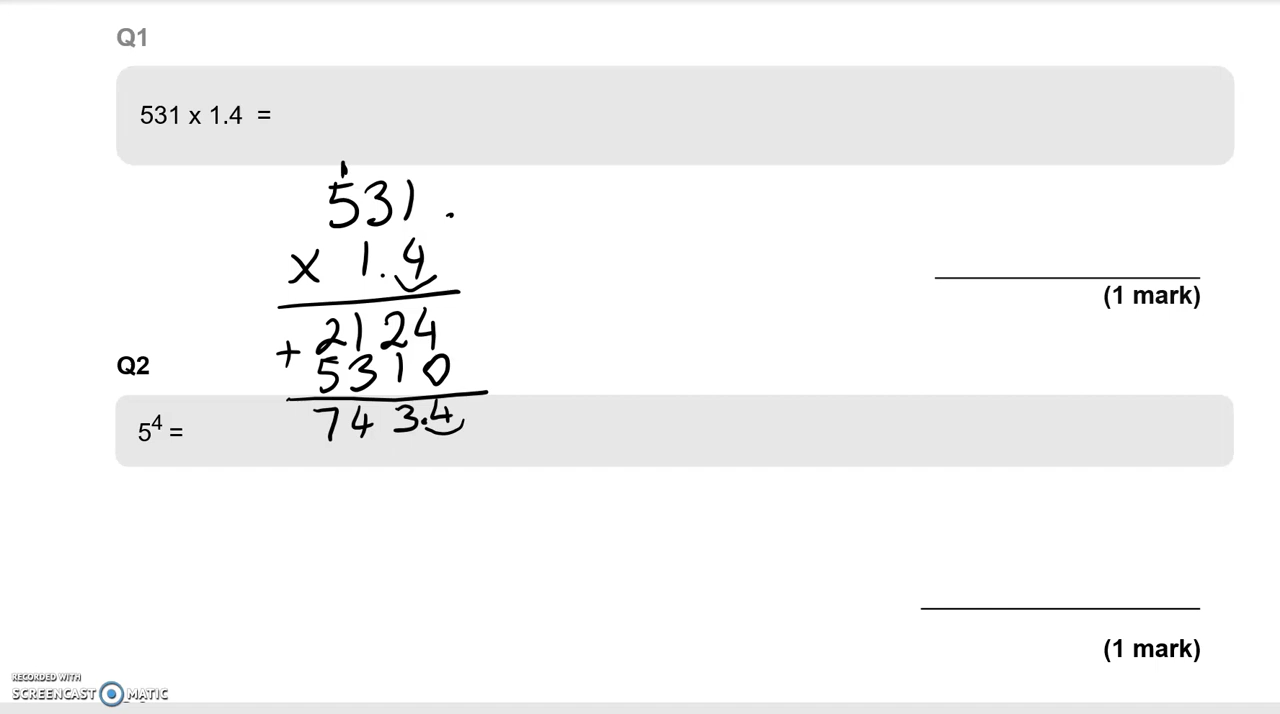 Q1
531 x 1.4 =
1
531.
x 1.4
(1 mark)
2124
+
Q2
5310
743.4
5⁴ =
(1 mark)
RECORDED WITH
SCREENCAST MATIC